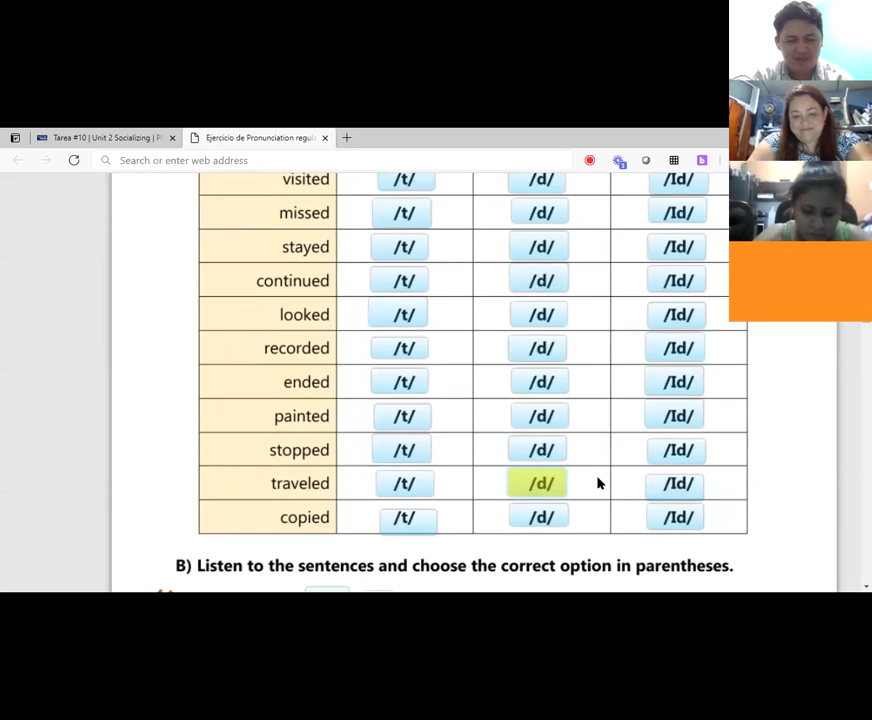 Tarea #10 | Unit 2 Socializing | Pl
Ejercicio de Pronunciation regula
Search or enter web address
visited /t/ /d/ /Id/
missed /t/ /d/ /Id/
stayed /t/ /d/ /Id/
continued /t/ /d/ /Id/
looked /t/ /d/ /Id/
recorded /t/ /d/ /Id/
ended /t/ /d/ /Id/
painted /t/ /d/ /Id/
stopped /t/ /d/ /Id/
traveled /t/ /d/ /Id/
copied /t/ /d/ /Id/
B) Listen to the sentences and choose the correct option in parentheses.